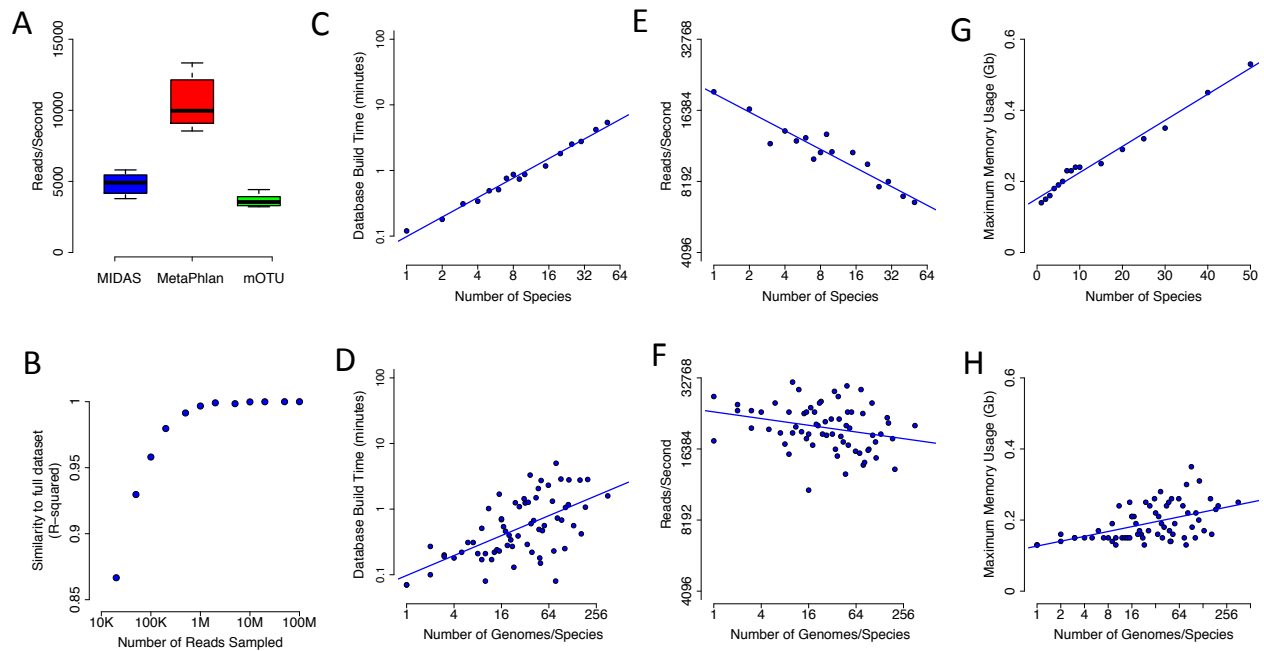 A
Reads/Second
15000
10000
5000
0
MIDAS MetaPhlan mOTU
B
Similarity to full dataset
(R−squared)
1
0.95
0.9
0.85
10K 100K 1M 10M 100M
Number of Reads Sampled
C
Database Build Time (minutes)
100
10
1
0.1
1 2 4 8 16 32 64
Number of Species
D
Database Build Time (minutes)
100
10
1
0.1
1 4 16 64 256
Number of Genomes/Species
E
Reads/Second
32768
16384
8192
4096
1 2 4 8 16 32 64
Number of Species
F
Reads/Second
32768
16384
8192
4096
1 4 16 64 256
Number of Genomes/Species
G
Maximum Memory Usage (Gb)
0.6
0.4
0.2
0
0 10 20 30 40 50
Number of Species
H
Maximum Memory Usage (Gb)
0.6
0.4
0.2
0
1 2 4 8 16 64 256
Number of Genomes/Species